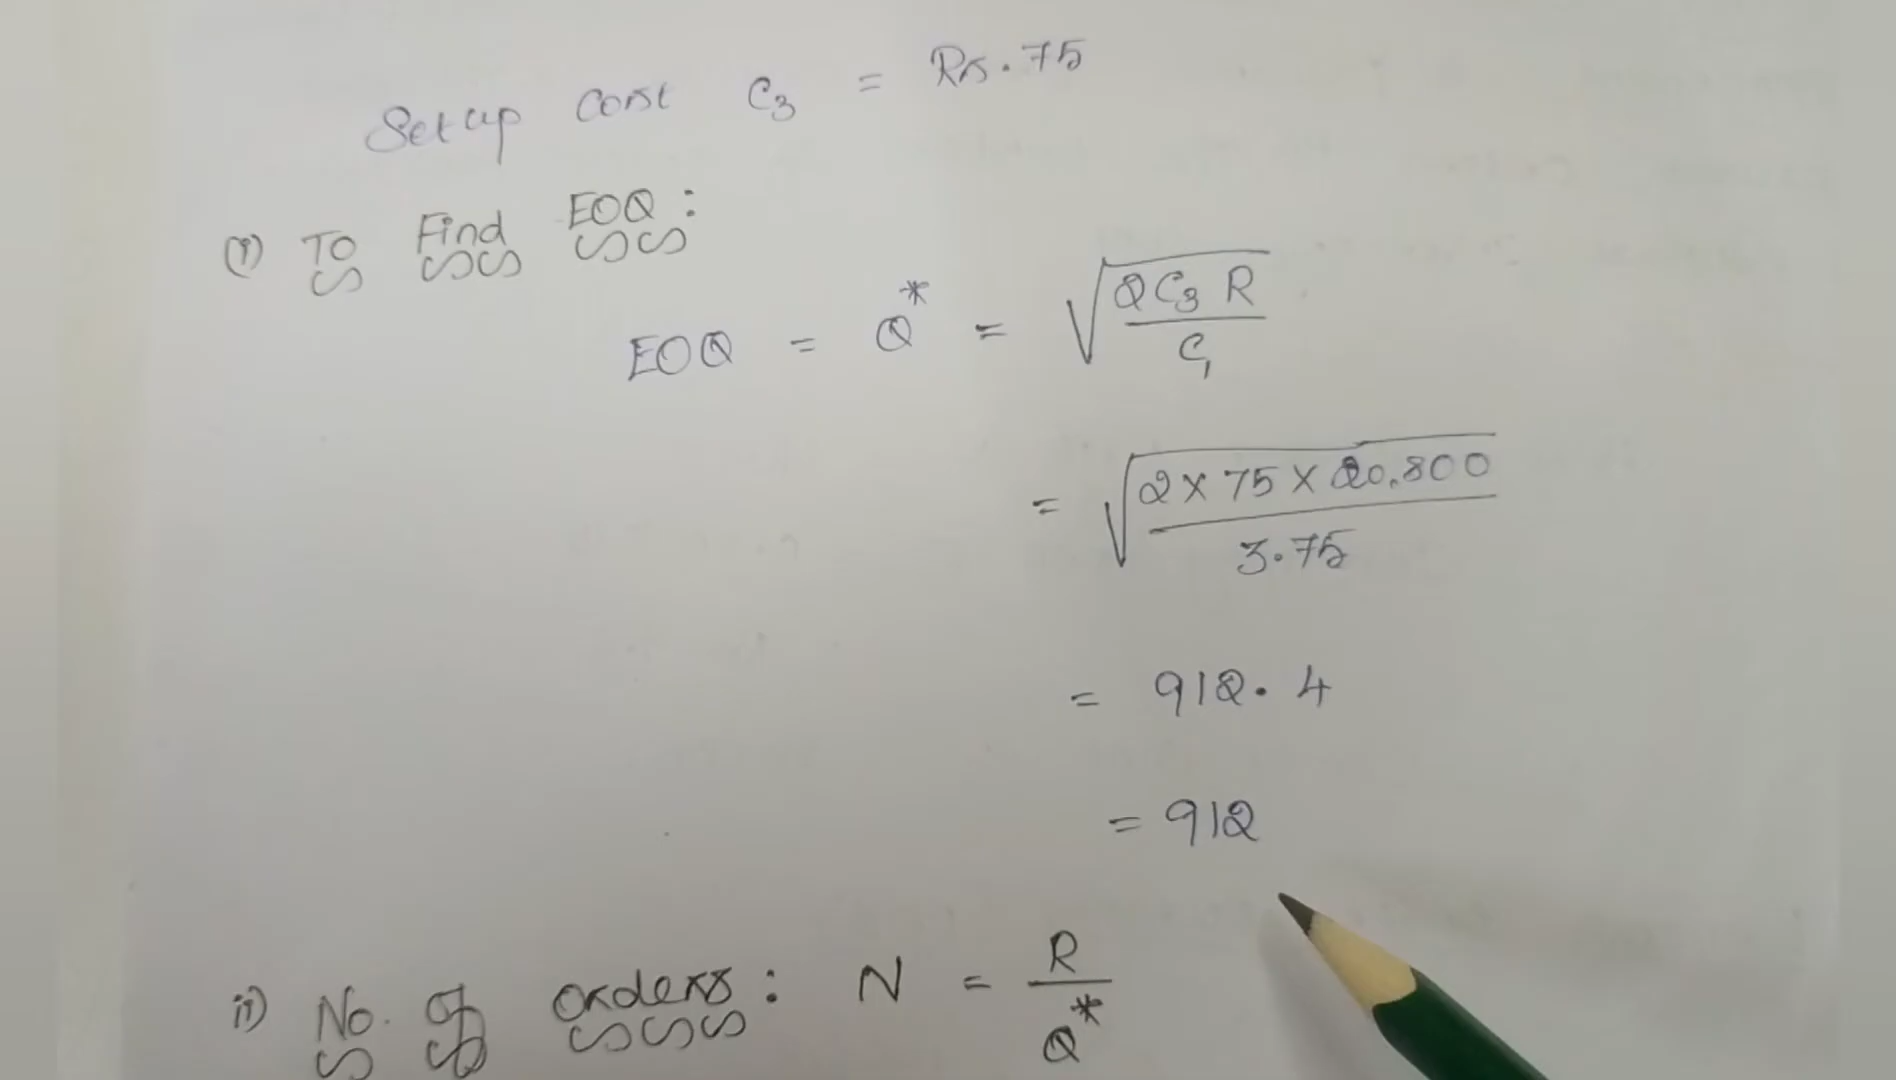 Setup Cost C₃ = Rs.75
(i) To Find EOQ:
EOQ = Q* = √(2C₃ R / C₁)
= √(2 × 75 × 20,800 / 3.75)
= 912.4
= 912
ii) No. of Orders: N = R / Q*